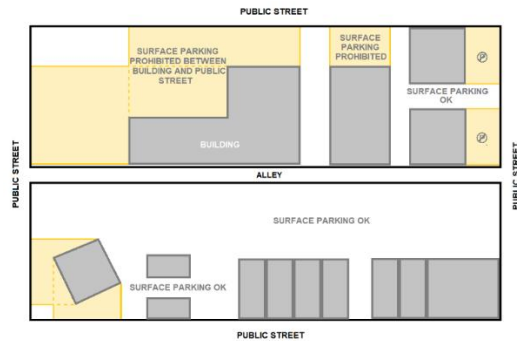 PUBLIC STREET
SURFACE PARKING
PROHIBITED BETWEEN
BUILDING AND PUBLIC
STREET
SURFACE
PARKING
PROHIBITED
SURFACE PARKING
OK
BUILDING
PUBLIC STREET
PUBLIC STREET
ALLEY
SURFACE PARKING OK
SURFACE PARKING OK
PUBLIC STREET